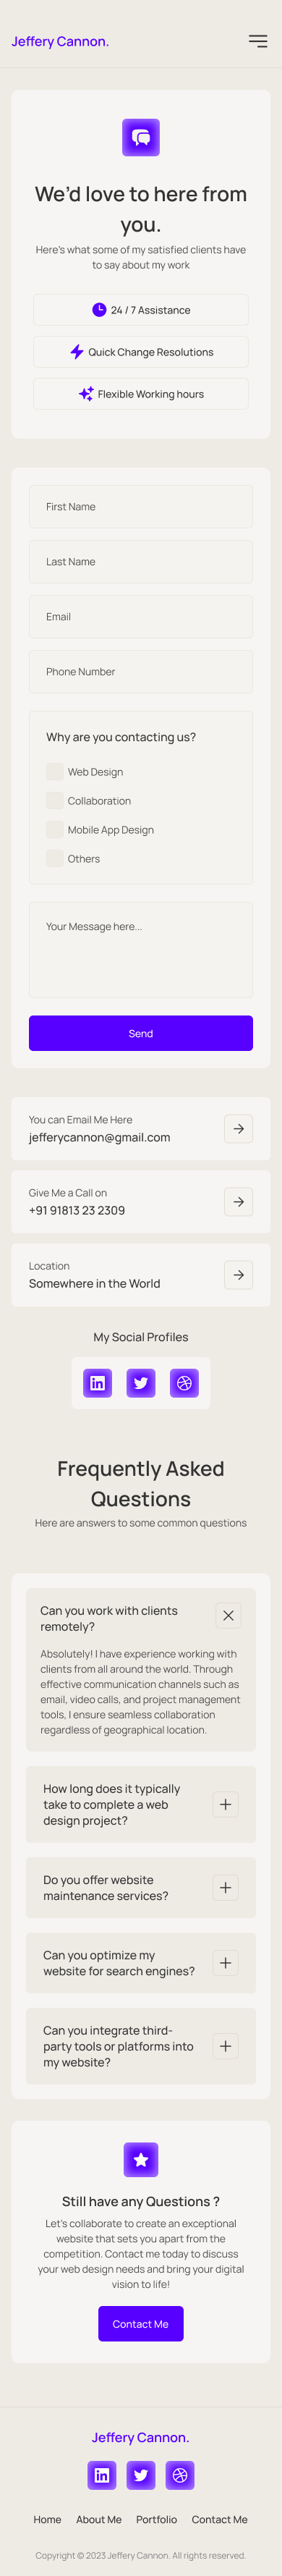 Jeffery Cannon.
We'd love to here from
you.
Here's what some of my satisfied clients have
to say about my work
24 / 7 Assistance
Quick Change Resolutions
Flexible Working hours
First Name
Last Name
Email
Phone Number
Why are you contacting us?
Web Design
Collaboration
Mobile App Design
Others
Your Message here...
Send
You can Email Me Here
jefferycannon@gmail.com
Give Me a Call on
+91 91813 23 2309
Location
Somewhere in the World
My Social Profiles
Frequently Asked
Questions
Here are answers to some common questions
Can you work with clients
remotely?
Absolutely! I have experience working with
clients from all around the world. Through
effective communication channels such as
email, video calls, and project management
tools, I ensure seamless collaboration
regardless of geographical location.
How long does it typically
take to complete a web
design project?
Do you offer website
maintenance services?
Can you optimize my
website for search engines?
Can you integrate third-
party tools or platforms into
my website?
Still have any Questions ?
Let's collaborate to create an exceptional
website that sets you apart from the
competition. Contact me today to discuss
your web design needs and bring your digital
vision to life!
Contact Me
Jeffery Cannon.
Home About Me Portfolio Contact Me
Copyright © 2023 Jeffery Cannon. All rights reserved.